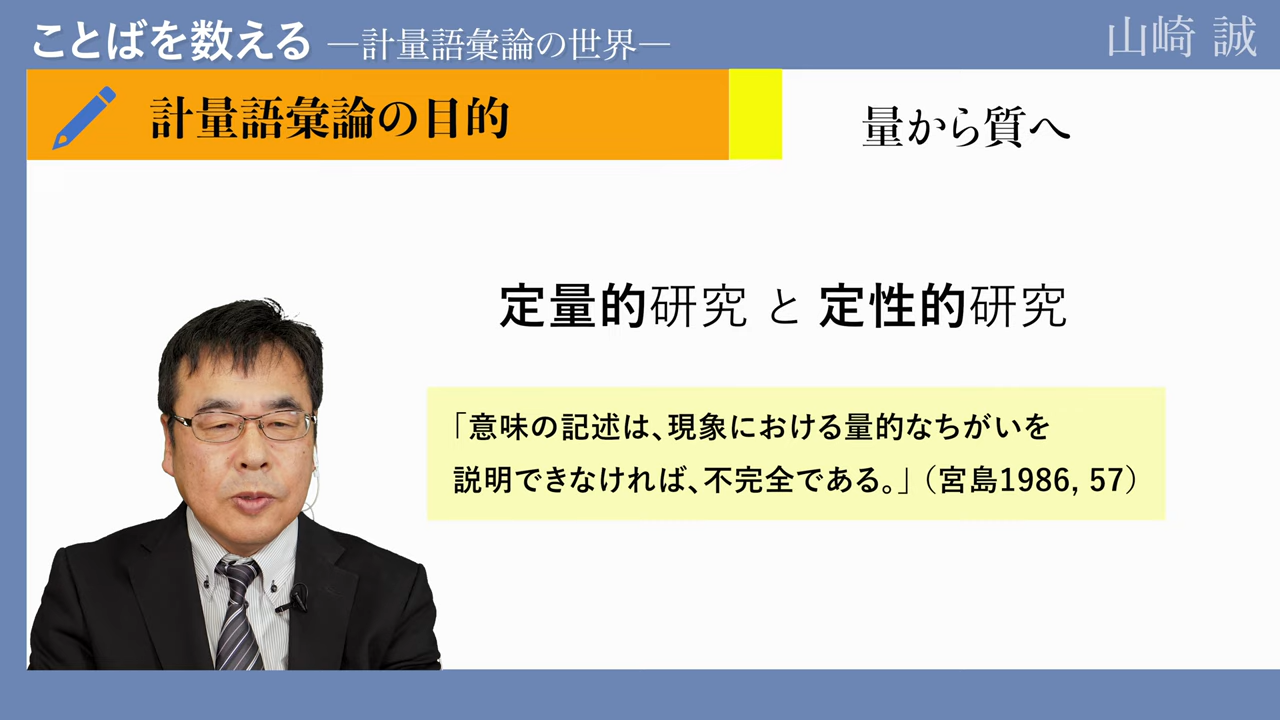 ことばを数える ―計量語彙論の世界―
山崎 誠
計量語彙論の目的
量から質へ
定量的研究 と 定性的研究
「意味の記述は、現象における量的なちがいを
説明できなければ、不完全である。」（宮島1986, 57）